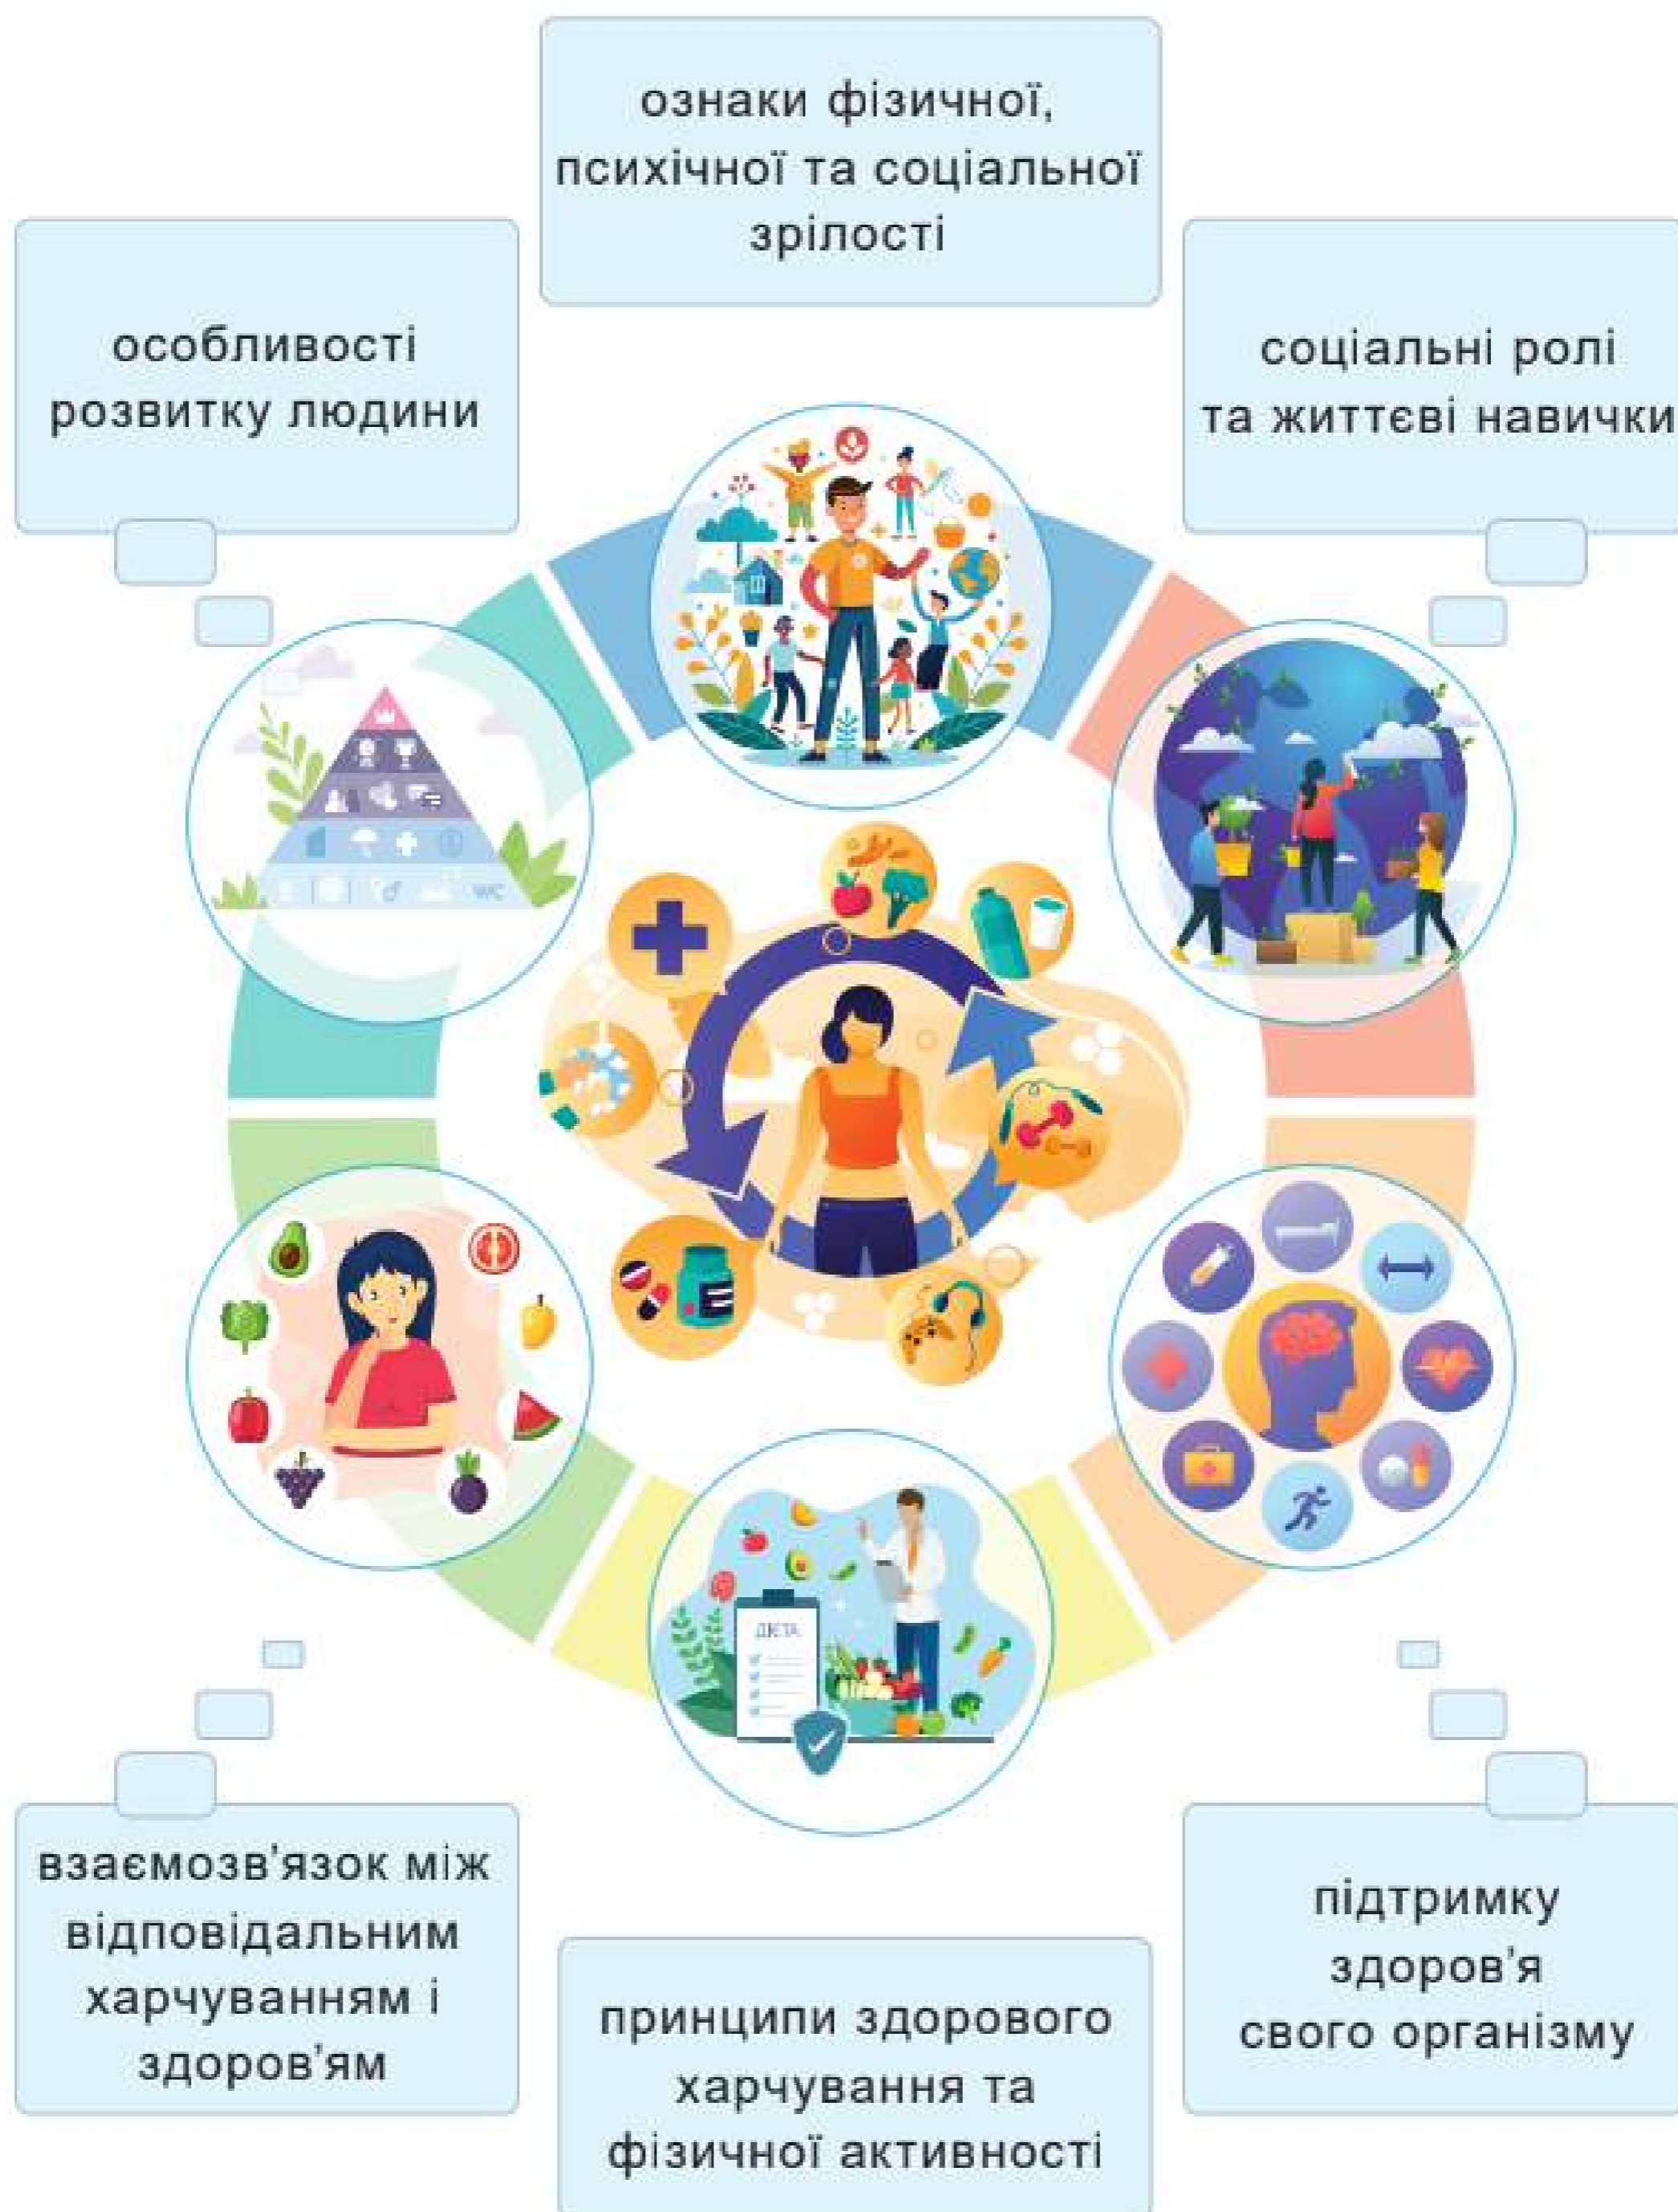 ознаки фізичної,
психічної та соціальної
зрілості
особливості
розвитку людини
соціальні ролі
та життєві навички
WC
ДІЄТА
взаємозв'язок між
відповідальним
харчуванням і
здоров'ям
принципи здорового
харчування та
фізичної активності
підтримку
здоров'я
свого організму